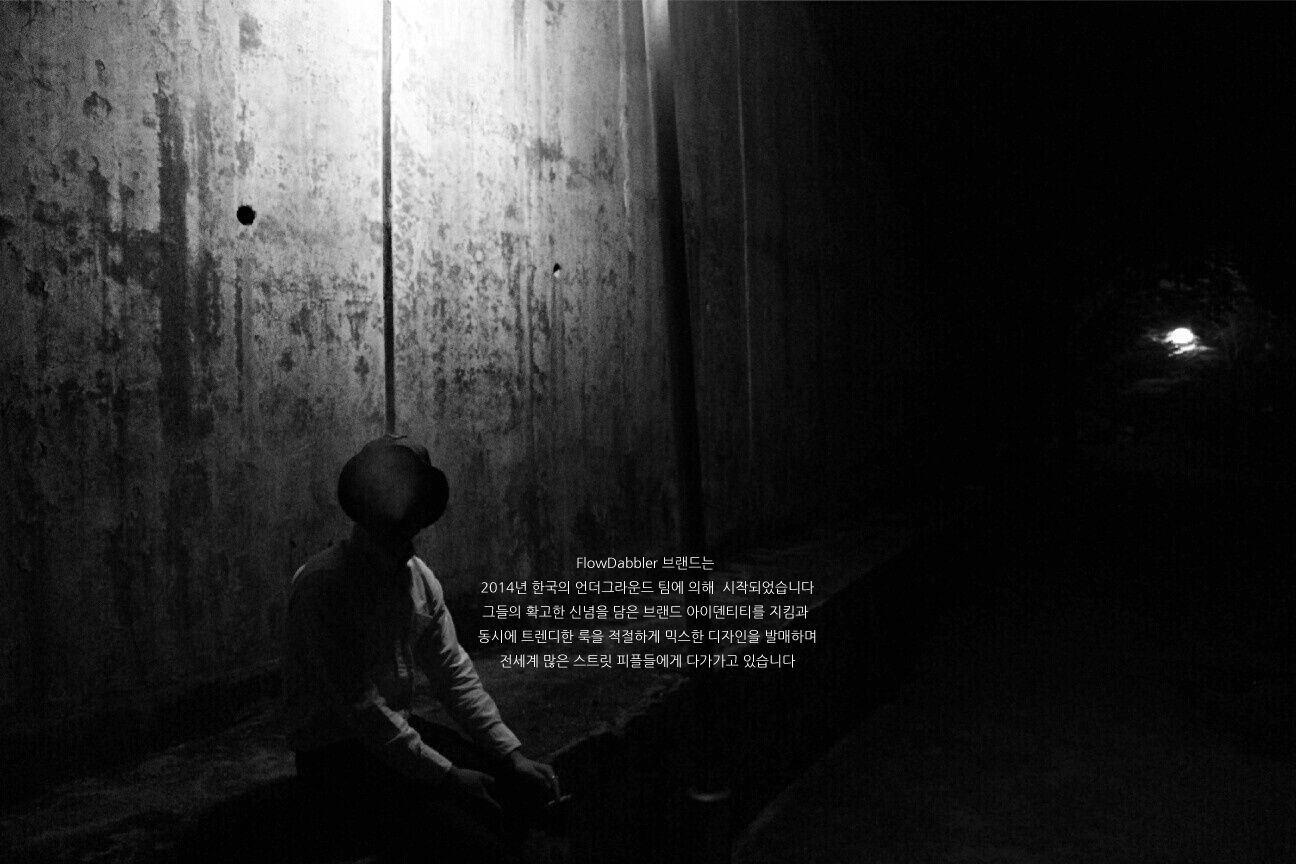 FlowDabbler 브랜드는
2014년 한국의 언더그라운드 팀에 의해 시작되었습니다
그들의 확고한 신념을 담은 브랜드 아이덴티티를 지킴과
동시에 트렌디한 룩을 적절하게 믹스한 디자인을 발매하며
전세계 많은 스트릿 피플들에게 다가가고 있습니다